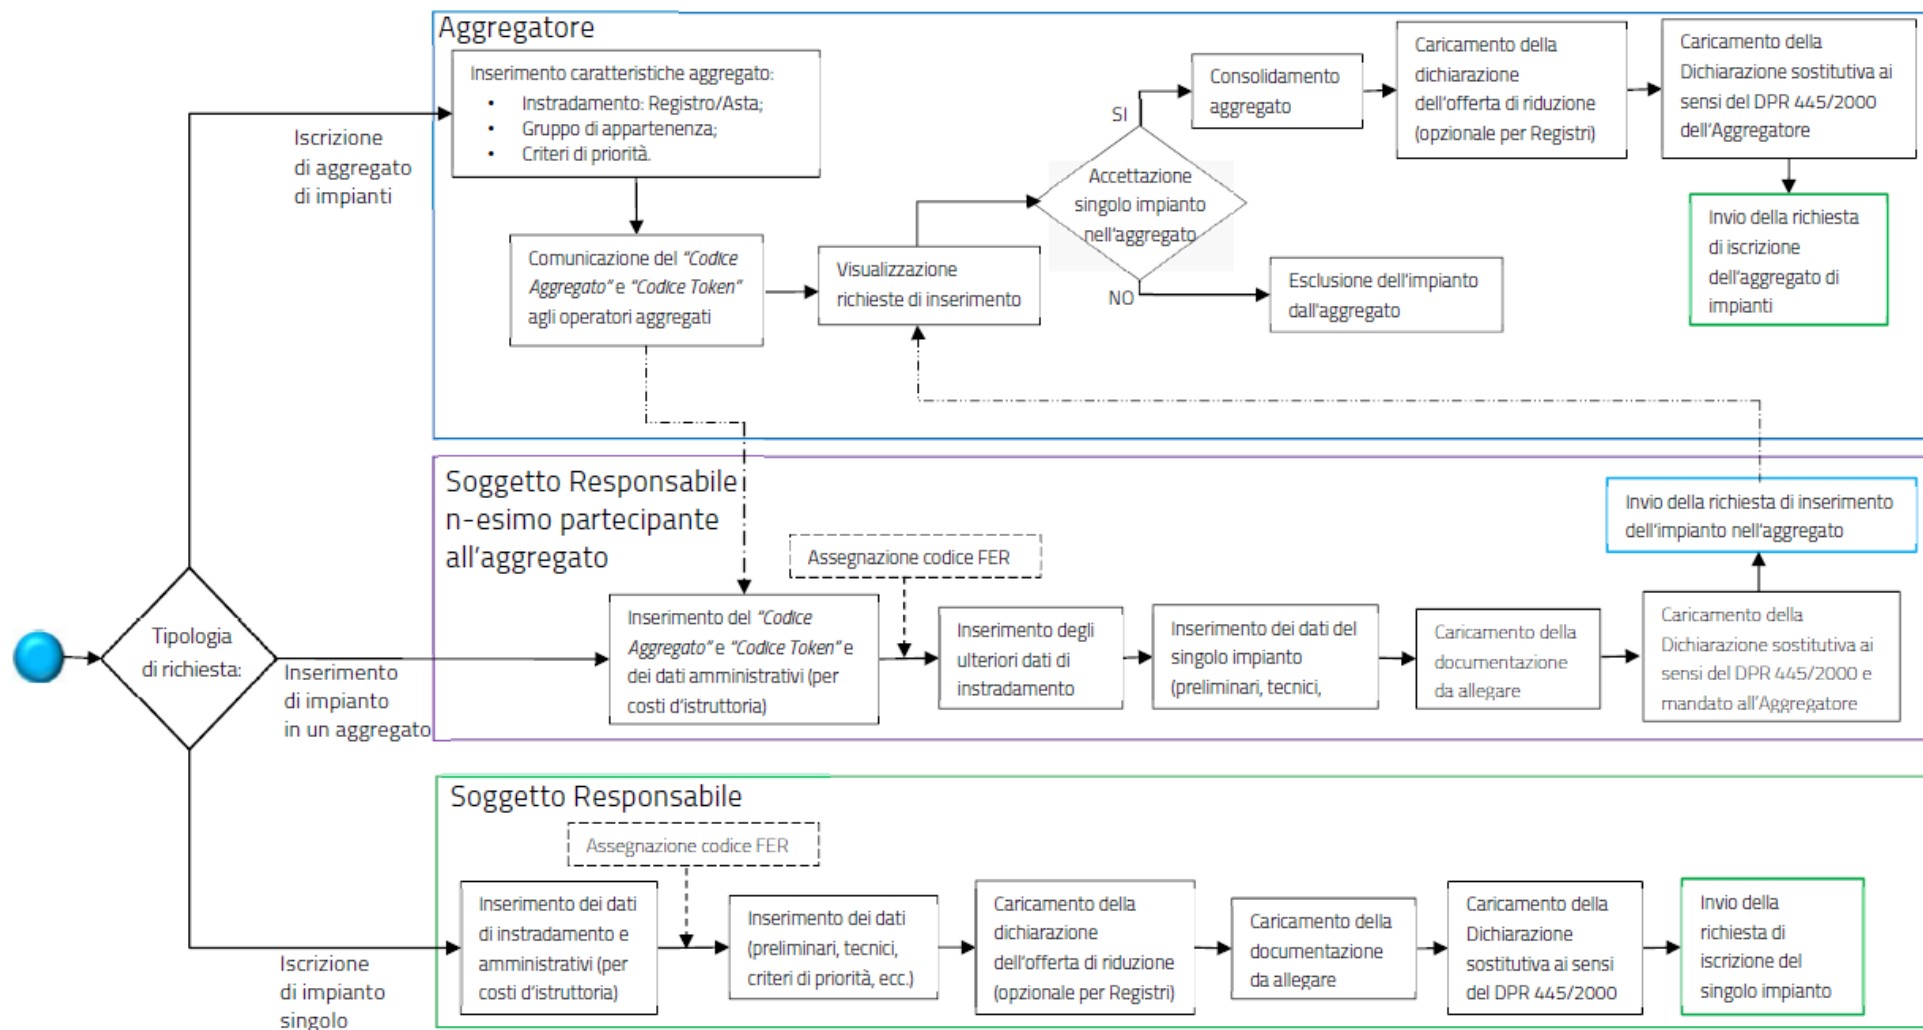 Aggregatore
Inserimento caratteristiche aggregato:
• Instradamento: Registro/Asta;
• Gruppo di appartenenza;
• Criteri di priorità.
Iscrizione
di aggregato
di impianti
Comunicazione del “Codice
Aggregato” e “Codice Token”
agli operatori aggregati
Visualizzazione
richieste di inserimento
Accettazione
singolo impianto
nell’aggregato
SI
NO
Consolidamento
aggregato
Esclusione dell’impianto
dall’aggregato
Caricamento della
dichiarazione
dell’offerta di riduzione
(opzionale per Registri)
Caricamento della
Dichiarazione sostitutiva ai
sensi del DPR 445/2000
dell’Aggregatore
Invio della richiesta
di iscrizione
dell’aggregato di
impianti
Soggetto Responsabile
n-esimo partecipante
all’aggregato
Tipologia
di richiesta:
Inserimento
di impianto
in un aggregato
Inserimento del “Codice
Aggregato” e “Codice Token” e
dei dati amministrativi (per
costi d’istruttoria)
Assegnazione codice FER
Inserimento degli
ulteriori dati di
instradamento
Inserimento dei dati del
singolo impianto
(preliminari, tecnici,
Caricamento della
documentazione
da allegare
Caricamento della
Dichiarazione sostitutiva ai
sensi del DPR 445/2000 e
mandato all’Aggregatore
Invio della richiesta di inserimento
dell’impianto nell’aggregato
Soggetto Responsabile
Iscrizione
di impianto
singolo
Inserimento dei dati
di instradamento e
amministrativi (per
costi d’istruttoria)
Assegnazione codice FER
Inserimento dei dati
(preliminari, tecnici,
criteri di priorità, ecc.)
Caricamento della
dichiarazione
dell’offerta di riduzione
(opzionale per Registri)
Caricamento della
documentazione
da allegare
Caricamento della
Dichiarazione
sostitutiva ai sensi
del DPR 445/2000
Invio della
richiesta di
iscrizione del
singolo impianto